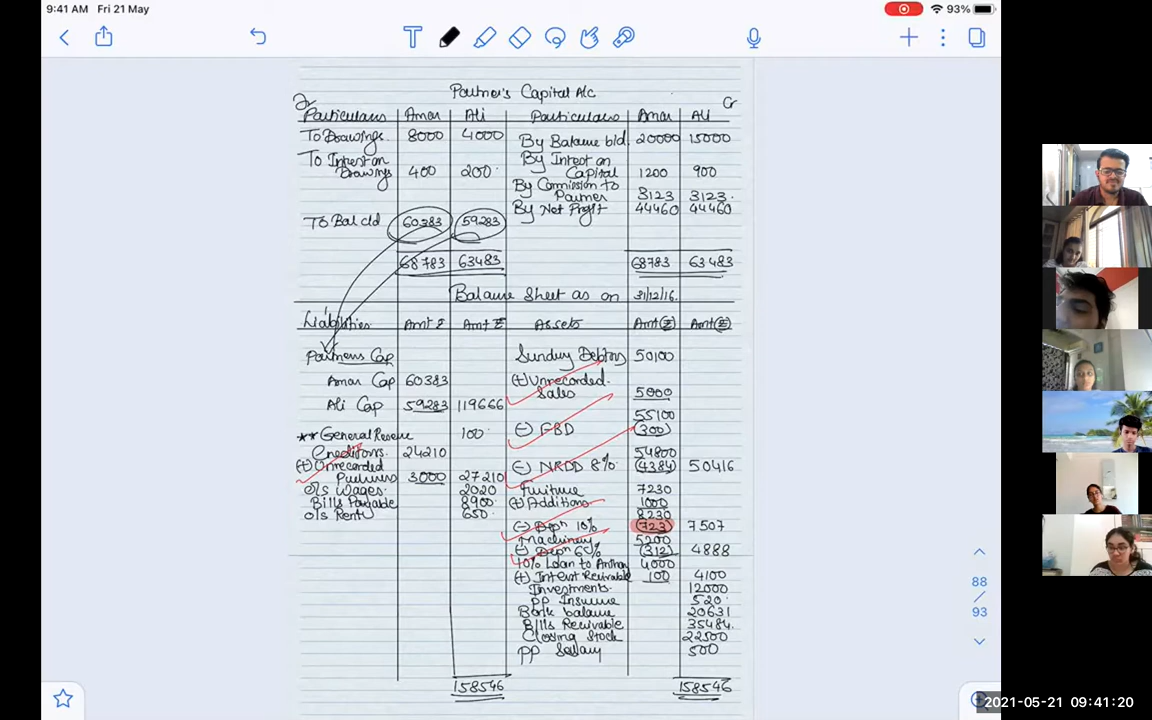 9:41 AM Fri 21 May
93%
Partner's Capital A/c
Dr Cr
Particulars Amar Ali Particulars Amar Ali
To Drawings 8000 4000 By Balance b/d. 20000 15000
To Interest on Drawings 400 200 By Interest on Capital 1200 900
By Commission to Partner 3123 3123
By Net Profit 44460 44460
To Bal c/d 60383 59283
68783 63483 68783 63483
Balance Sheet as on 31/12/16.
Liabilities Amt ₹ Amt ₹ Assets Amt(₹) Amt(₹)
Partners Cap Sundry Debtors 50100
Amar Cap 60383 (+) Unrecorded Sales 5000
Ali Cap 59283 119666 55100
**General Reserve 100 (-) FBD (300)
Creditors 24210 54800
(+) Unrecorded Purchases 3000 27210 (-) NRDD 8% (4384) 50416
o/s Wages 2020 Furniture 7230
Bills Payable 8900 (+) Additions 1000
o/s Rent 650 8230
(-) Depn 10% (723) 7507
Machinery 5200
(-) Depn 6% (312) 4888
10% Loan to 4000
(+) Interest Receivable 100 4100
Investments 12000
PP Insurance 520
Bank balance 20631
Bills Receivable 35484
Closing Stock 22500
PP Salary 500
158546 158546
88
/
93
2021-05-21 09:41:20